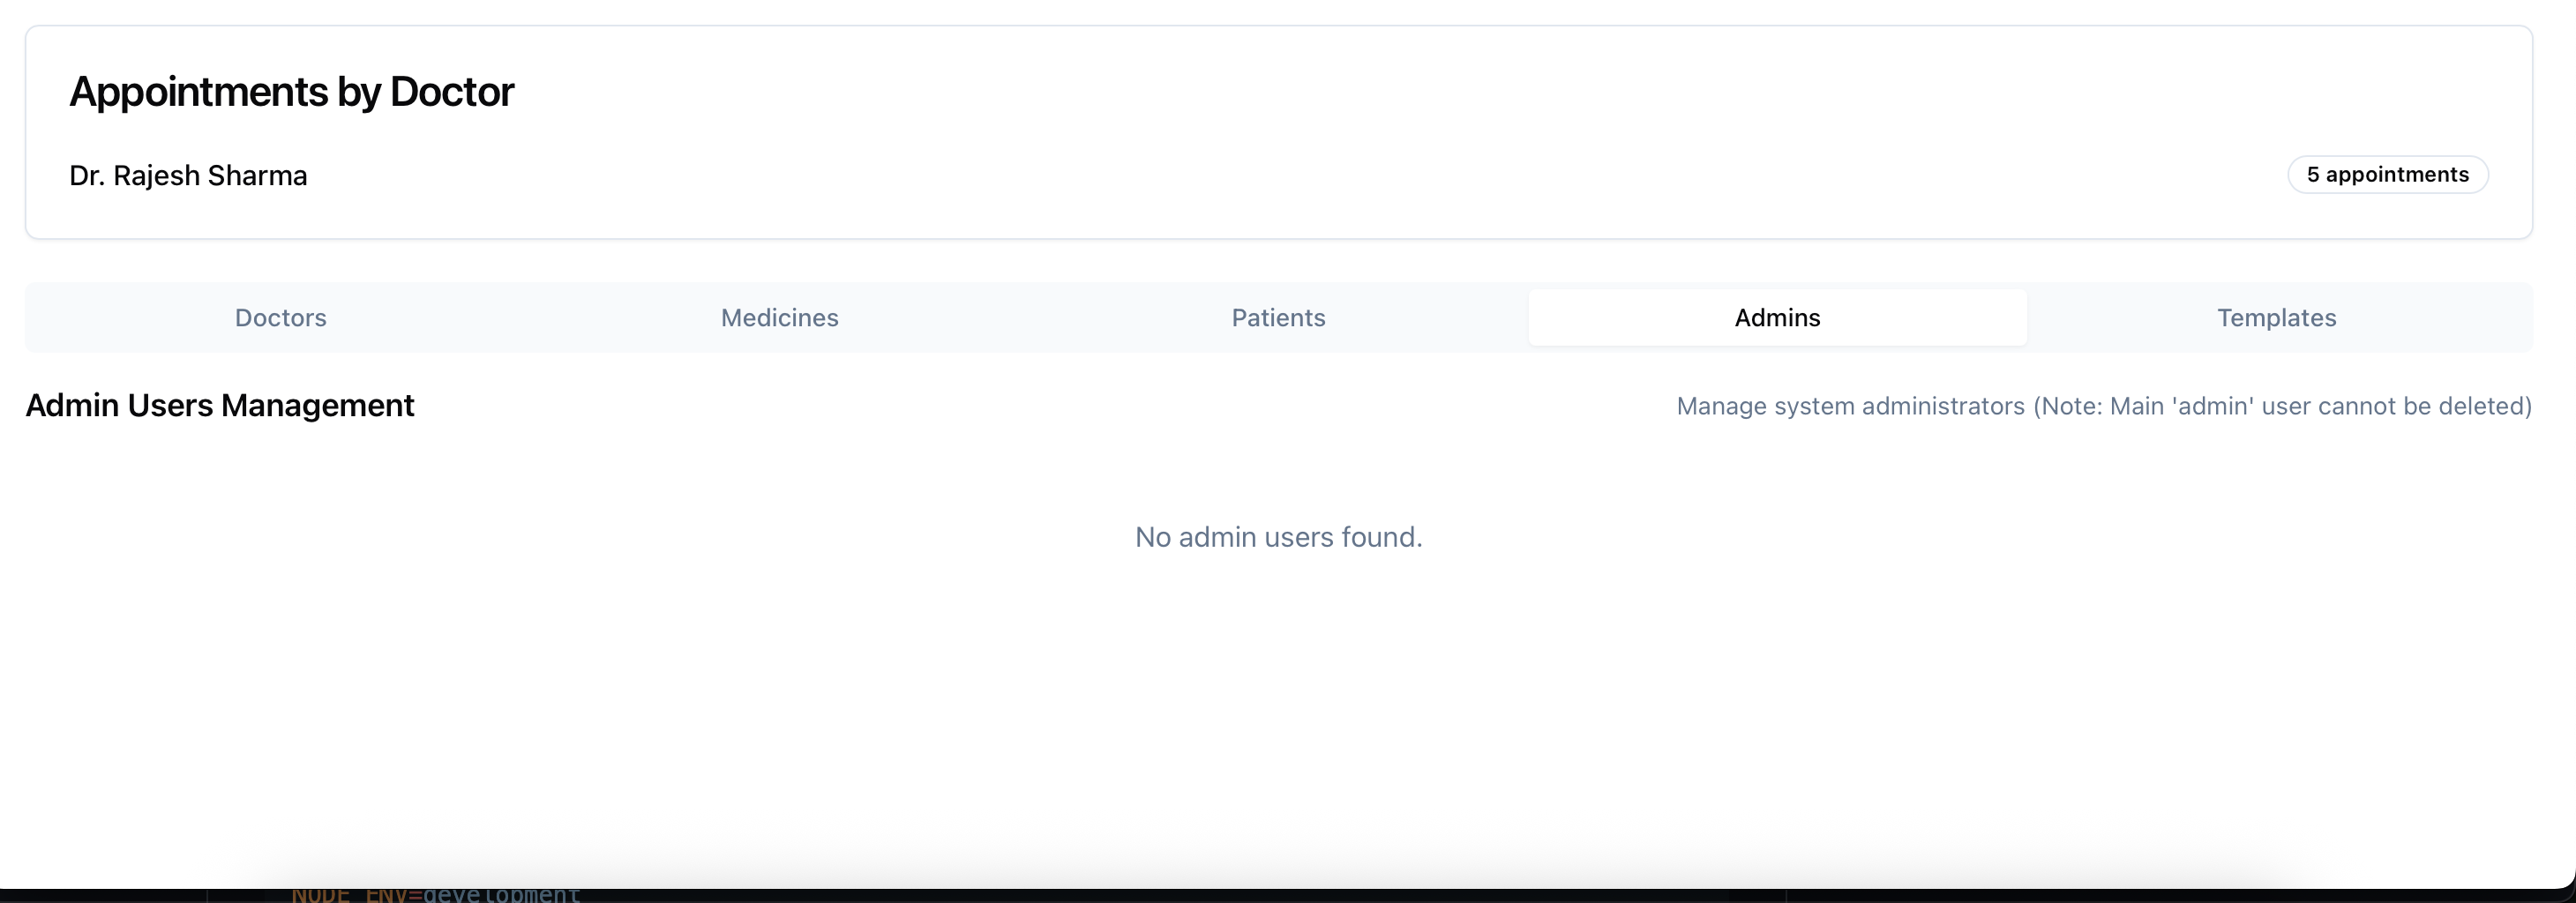 Appointments by Doctor
Dr. Rajesh Sharma
5 appointments
Doctors
Medicines
Patients
Admins
Templates
Admin Users Management
Manage system administrators (Note: Main 'admin' user cannot be deleted)
No admin users found.
NODE_ENV=development